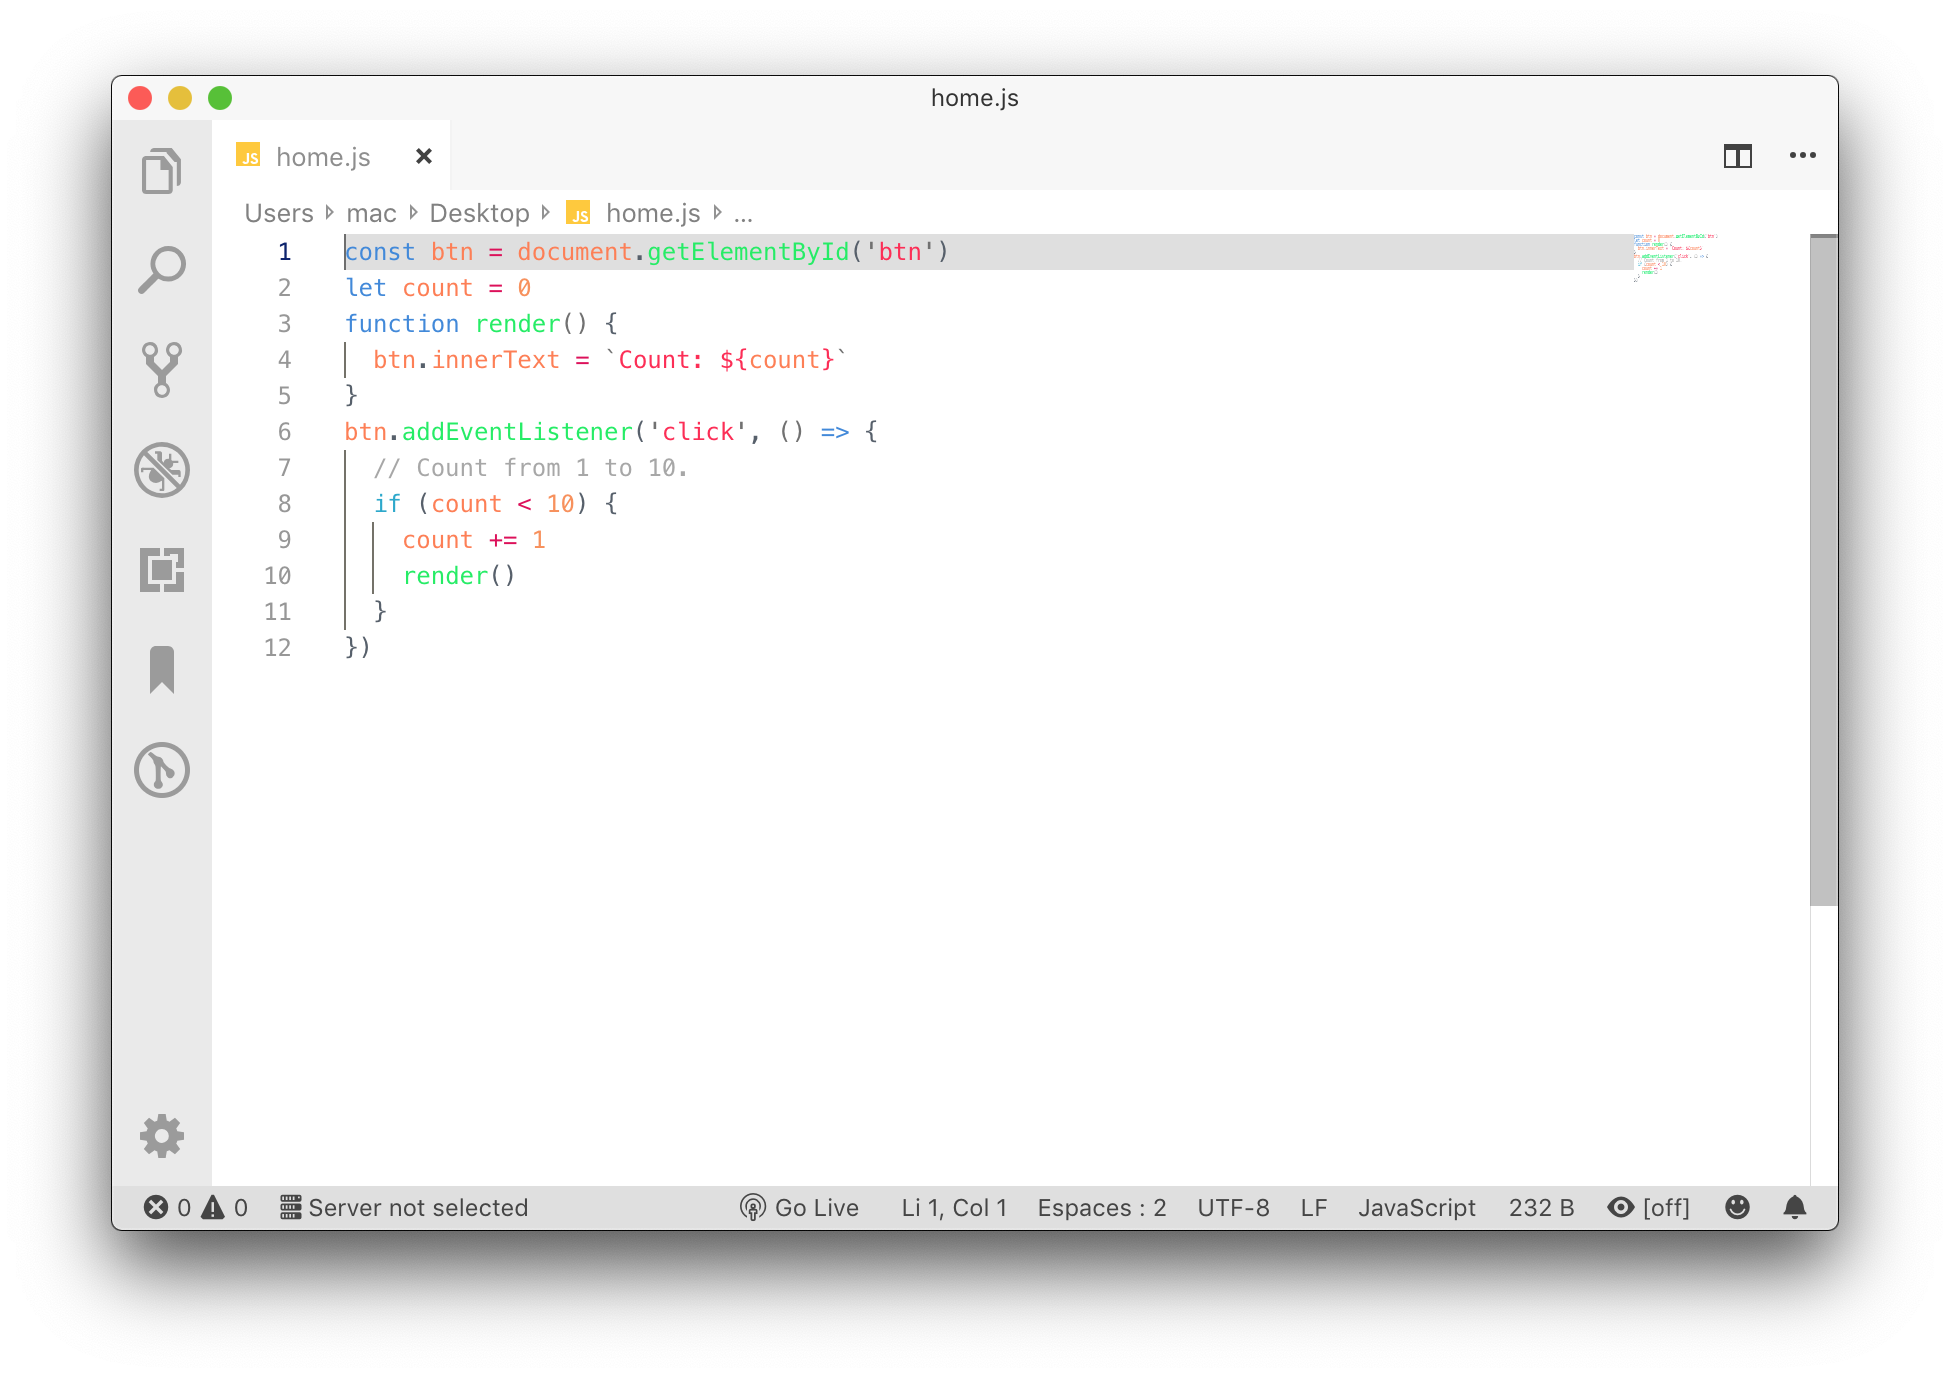 home.js
JS home.js
Users mac Desktop JS home.js ...
1 const btn = document.getElementById('btn')
2 let count = 0
3 function render() {
4 btn.innerText = `Count: ${count}`
5 }
6 btn.addEventListener('click', () => {
7 // Count from 1 to 10.
8 if (count < 10) {
9 count += 1
10 render()
11 }
12 })
0 0 Server not selected Go Live Li 1, Col 1 Espaces : 2 UTF-8 LF JavaScript 232 B [off]